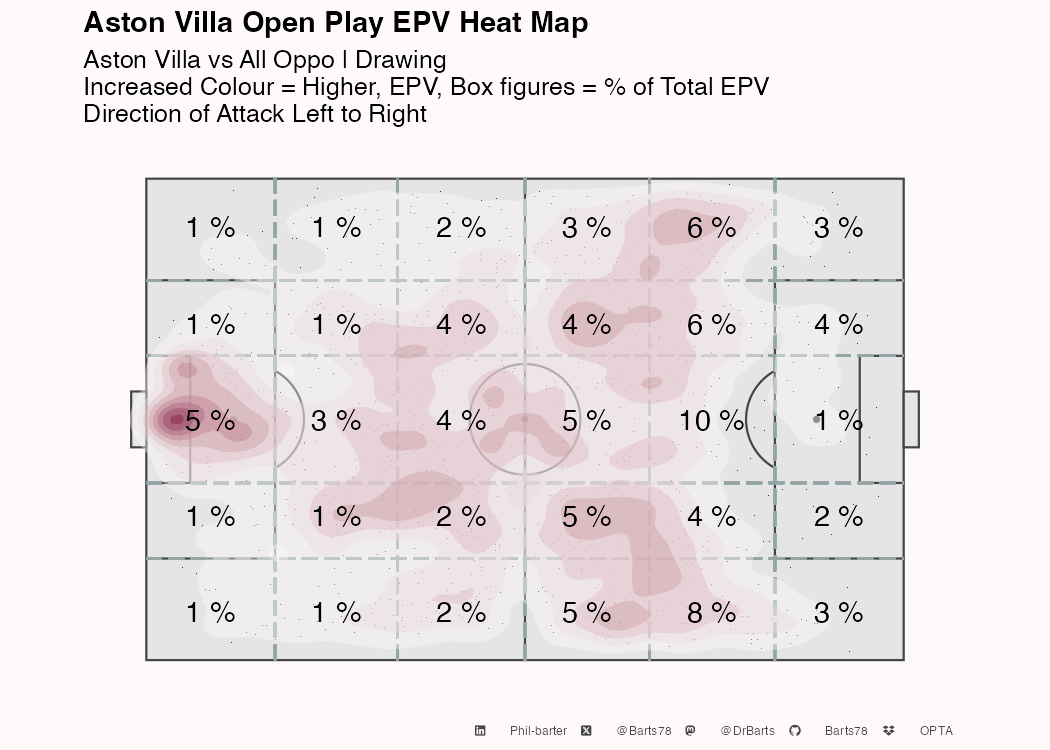 Aston Villa Open Play EPV Heat Map
Aston Villa vs All Oppo | Drawing
Increased Colour = Higher, EPV, Box figures = % of Total EPV
Direction of Attack Left to Right
1 % 1 % 2 % 3 % 6 % 3 %
1 % 1 % 4 % 4 % 6 % 4 %
5 % 3 % 4 % 5 % 10 % 1 %
1 % 1 % 2 % 5 % 4 % 2 %
1 % 1 % 2 % 5 % 8 % 3 %
Phil-barter @Barts78 @DrBarts Barts78 OPTA